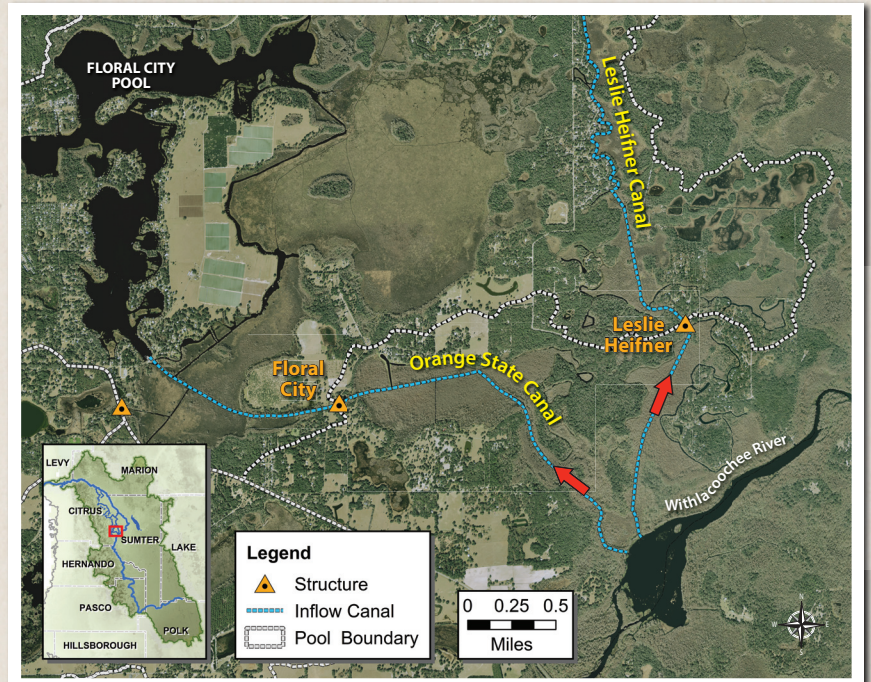 FLORAL CITY
POOL
Leslie Heifner Canal
Leslie
Heifner
Floral
City
Orange State Canal
Withlacoochee River
LEVY
MARION
CITRUS
SUMTER
LAKE
HERNANDO
PASCO
POLK
HILLSBOROUGH
Legend
Structure
Inflow Canal
Pool Boundary
0 0.25 0.5
Miles
N
W E
S